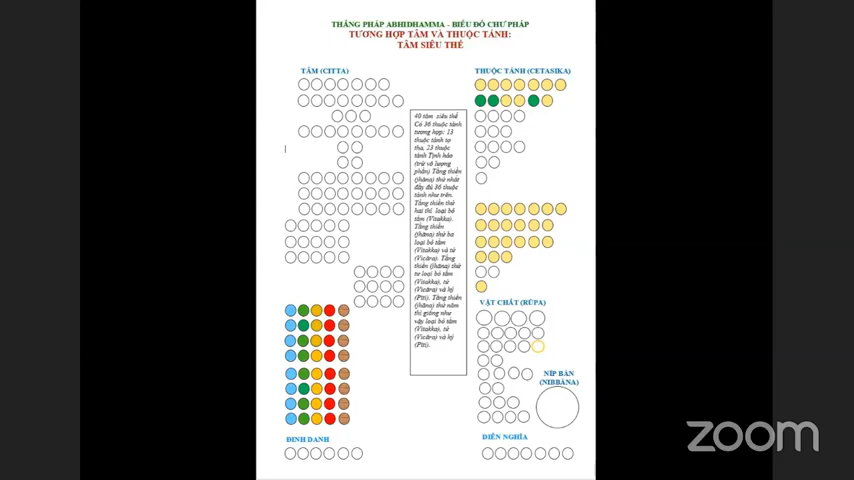 THẮNG PHÁP ABHIDHAMMA - BIỂU ĐỒ CHƯ PHÁP
TƯƠNG HỢP TÂM VÀ THUỘC TÁNH:
TÂM SIÊU THẾ
TÂM (CITTA)
THUỘC TÁNH (CETASIKA)
40 tâm siêu thế
Có 36 thuộc tánh
tương hợp: 13
thuộc tánh tợ
tha, 23 thuộc
tánh Tịnh hảo
(trừ vô lượng
phần) Tầng thiền
(jhāna) thứ nhất
đầy đủ 36 thuộc
tánh như trên.
Tầng thiền thứ
hai thì loại bỏ
tầm (Vitakka).
Tầng thiền
(jhāna) thứ ba
loại bỏ tầm
(Vitakka) và tứ
(Vicāra). Tầng
thiền (jhāna) thứ
tư loại bỏ tầm
(Vitakka), tứ
(Vicāra) và hỷ
(Pīti). Tầng thiền
(jhāna) thứ năm
thì giống như
vậy loại bỏ tầm
(Vitakka), tứ
(Vicāra) và hỷ
(Pīti).
VẬT CHẤT (RŪPA)
NÍP BÀN
(NIBBĀNA)
ĐỊNH DANH
DIỄN NGHĨA
zoom